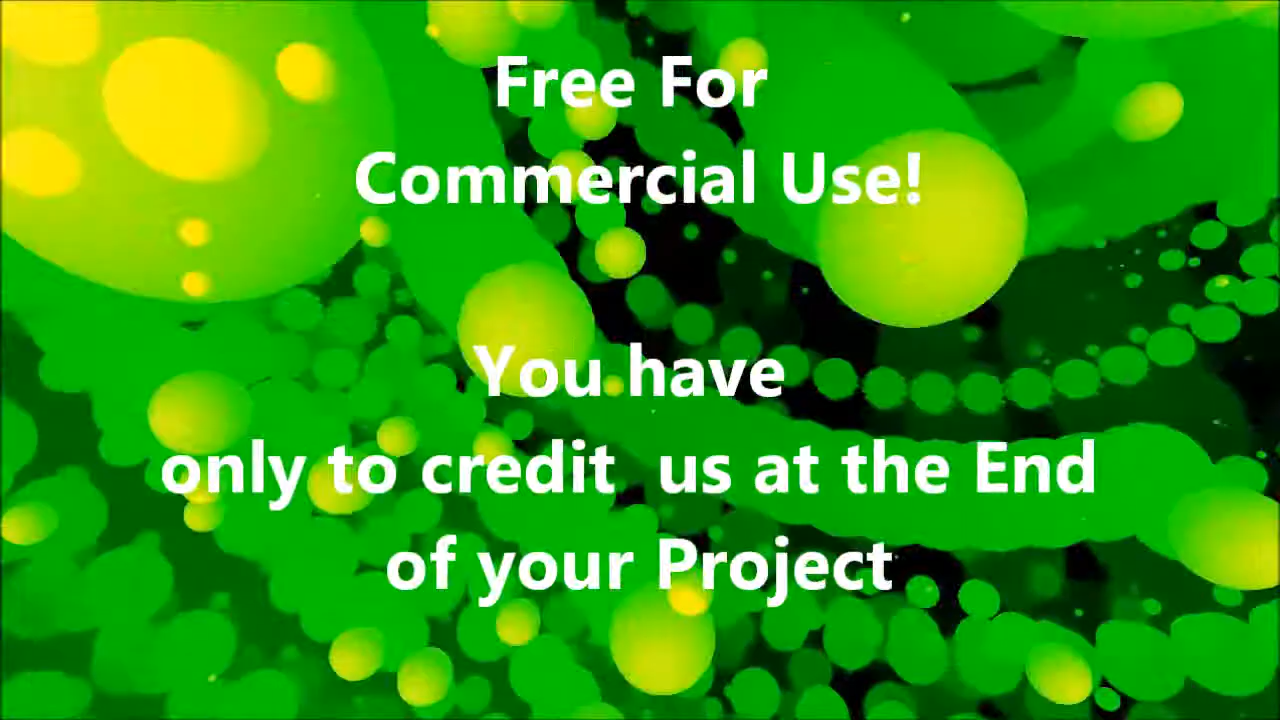 Free For
Commercial Use!
You have
only to credit  us at the End
of your Project